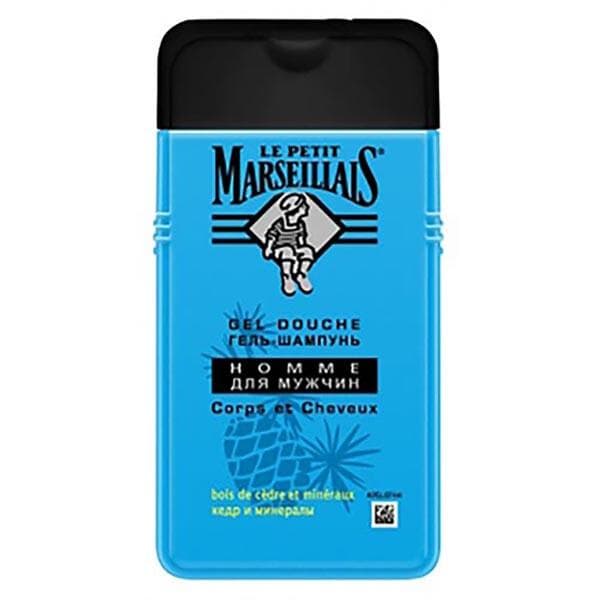 LE PETIT
MARSEILLAIS®
GEL DOUCHE
ГЕЛЬ-ШАМПУНЬ
HOMME
ДЛЯ МУЖЧИН
Corps et Cheveux
bois de cèdre et minéraux
кедр и минералы